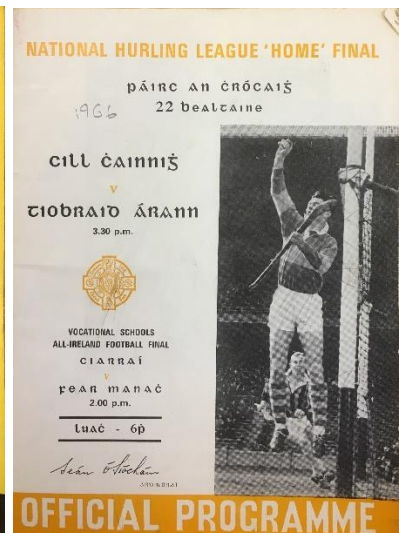 NATIONAL HURLING LEAGUE 'HOME' FINAL
páirc an ċrócaiġ
22 bealtaine
1966
cill ċainniġ
v
tiobraid árann
3.30 p.m.
VOCATIONAL SCHOOLS
ALL-IRELAND FOOTBALL FINAL
ciarraí
v
fear manaċ
2.00 p.m.
luaċ - 6ṗ
Seán Ó Síocháin
OFFICIAL PROGRAMME